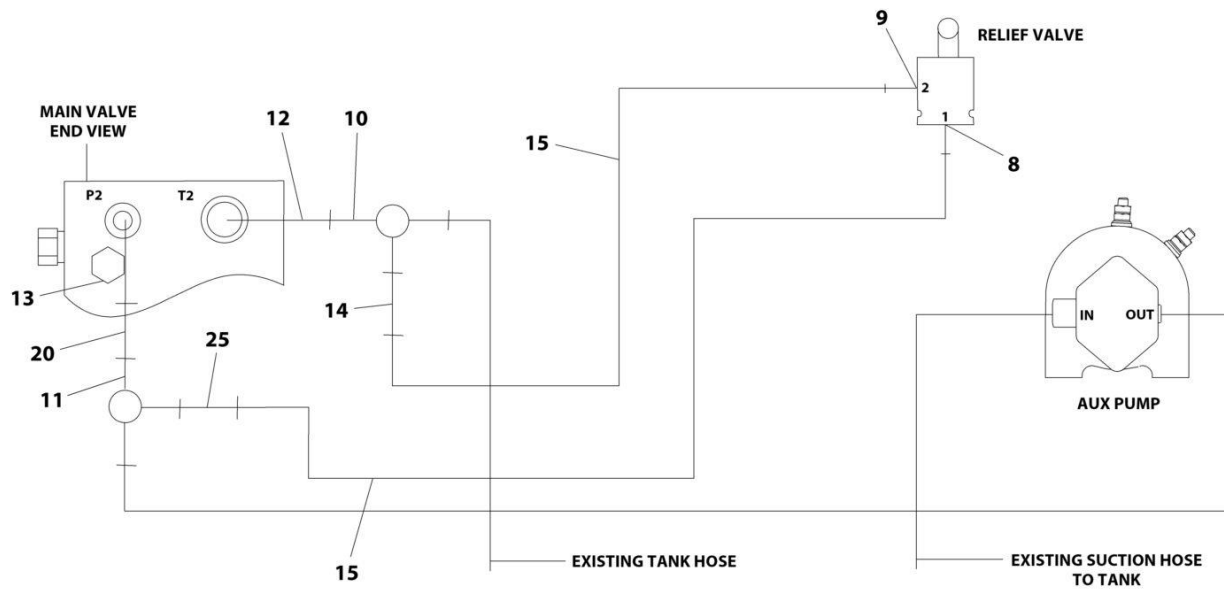 9
RELIEF VALVE
2
1
8
MAIN VALVE
END VIEW
12
10
15
P2
T2
13
14
20
25
11
IN
OUT
AUX PUMP
15
EXISTING TANK HOSE
EXISTING SUCTION HOSE
TO TANK